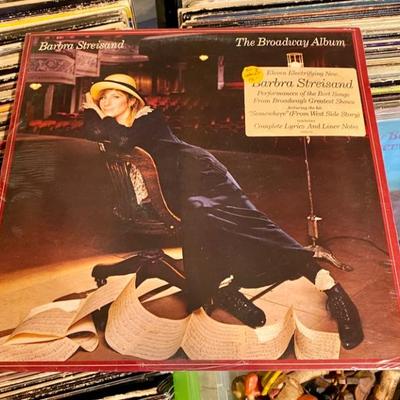 Barbra Streisand
The Broadway Album
Eleven Electrifying New
Barbra Streisand
Performances of the Best Songs
From Broadway's Greatest Shows
featuring the hit
"Somewhere" (From West Side Story)
Complete Lyrics And Liner Notes